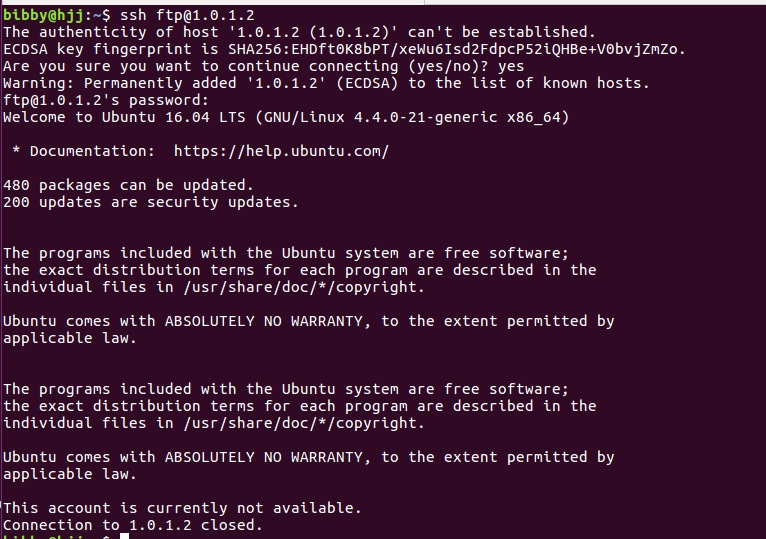 bibby@hjj:~$ ssh ftp@1.0.1.2
The authenticity of host '1.0.1.2 (1.0.1.2)' can't be established.
ECDSA key fingerprint is SHA256:EHDft0K8bPT/xeWu6Isd2FdpcP52iQHBe+V0bvjZmZo.
Are you sure you want to continue connecting (yes/no)? yes
Warning: Permanently added '1.0.1.2' (ECDSA) to the list of known hosts.
ftp@1.0.1.2's password:
Welcome to Ubuntu 16.04 LTS (GNU/Linux 4.4.0-21-generic x86_64)
* Documentation:  https://help.ubuntu.com/
480 packages can be updated.
200 updates are security updates.
The programs included with the Ubuntu system are free software;
the exact distribution terms for each program are described in the
individual files in /usr/share/doc/*/copyright.
Ubuntu comes with ABSOLUTELY NO WARRANTY, to the extent permitted by
applicable law.
The programs included with the Ubuntu system are free software;
the exact distribution terms for each program are described in the
individual files in /usr/share/doc/*/copyright.
Ubuntu comes with ABSOLUTELY NO WARRANTY, to the extent permitted by
applicable law.
This account is currently not available.
Connection to 1.0.1.2 closed.
bibby@hjj:~$